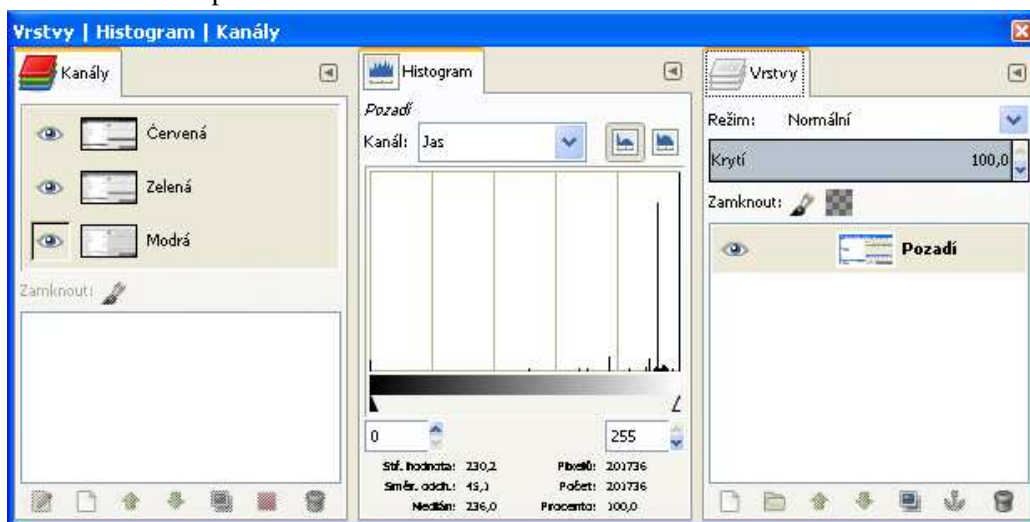 Vrstvy | Histogram | Kanály
Kanály
Červená
Zelená
Modrá
Zamknout:
Histogram
Pozadí
Kanál: Jas
0
255
Stř. hodnota: 230,2 Pixelů: 201736
Směr. odch.: 45,1 Počet: 201736
Medián: 236,0 Procento: 100,0
Vrstvy
Režim: Normální
Krytí 100,0
Zamknout:
Pozadí